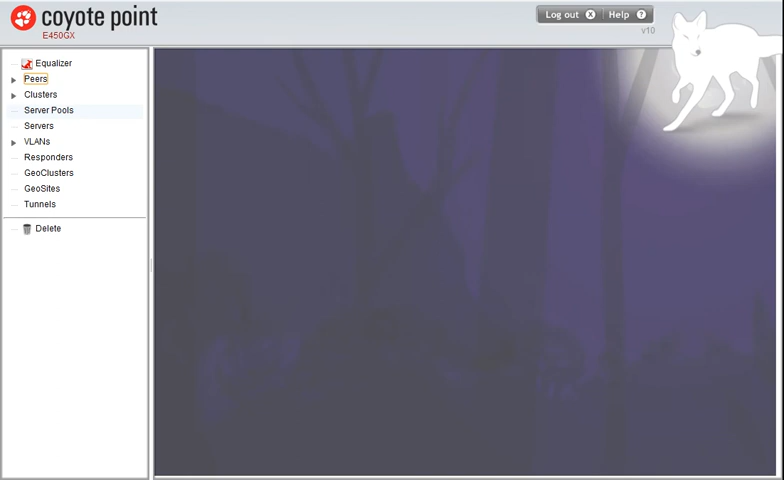 coyote point
E450GX
Log out
Help ?
v10
Equalizer
Peers
Clusters
Server Pools
Servers
VLANs
Responders
GeoClusters
GeoSites
Tunnels
Delete